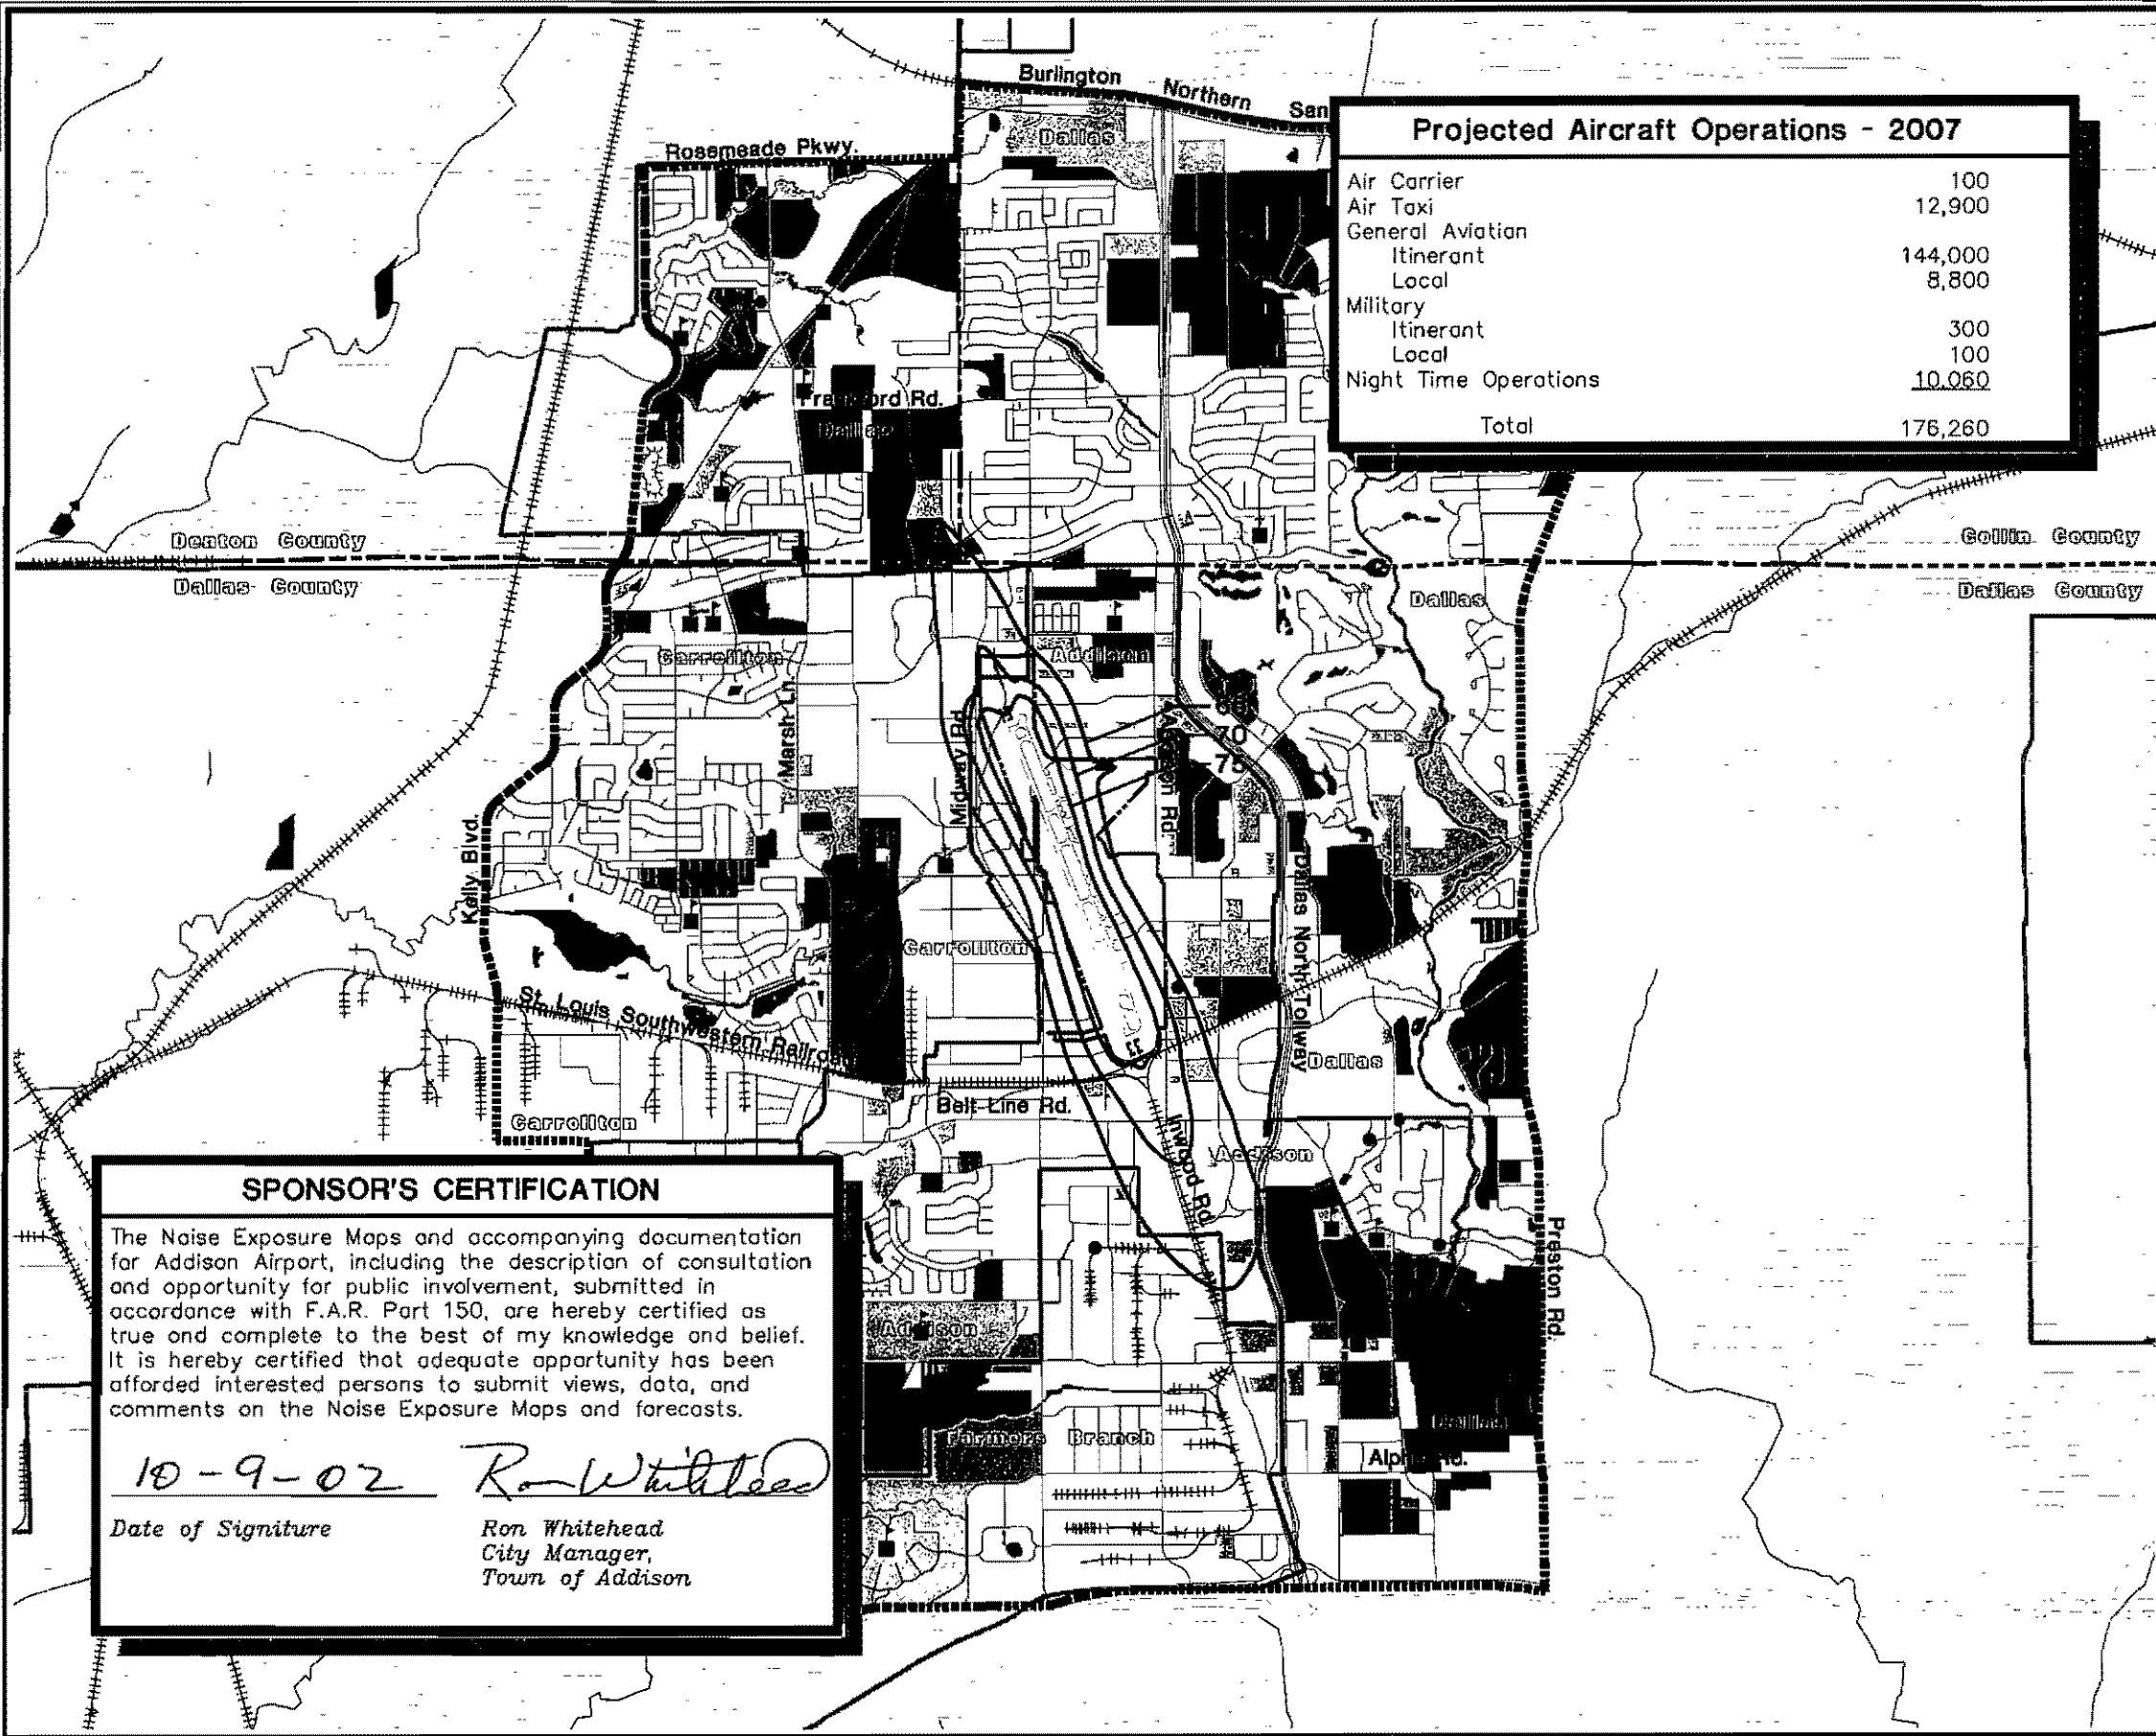 Burlington Northern San
Rosemeade Pkwy.
Dallas
Projected Aircraft Operations - 2007
Air Carrier 100
Air Taxi 12,900
General Aviation
Itinerant 144,000
Local 8,800
Military
Itinerant 300
Local 100
Night Time Operations 10,060
Total 176,260
Dallas
Denton County
Dallas County
Collin County
Dallas County
Dallas
Carrollton
Addison
Marsh Ln.
Midway Rd.
70
75
Kelly Blvd.
Dallas North Tollway
Carrollton
St. Louis Southwestern Railroad
33
Dallas
Belt Line Rd.
Carrollton
Inwood Rd.
Addison
Preston Rd.
Addison
Farmers Branch
SPONSOR'S CERTIFICATION
The Noise Exposure Maps and accompanying documentation
for Addison Airport, including the description of consultation
and opportunity for public involvement, submitted in
accordance with F.A.R. Part 150, are hereby certified as
true and complete to the best of my knowledge and belief.
It is hereby certified that adequate opportunity has been
afforded interested persons to submit views, data, and
comments on the Noise Exposure Maps and forecasts.
10-9-02 Ron Whitehead
Date of Signiture
Ron Whitehead
City Manager,
Town of Addison